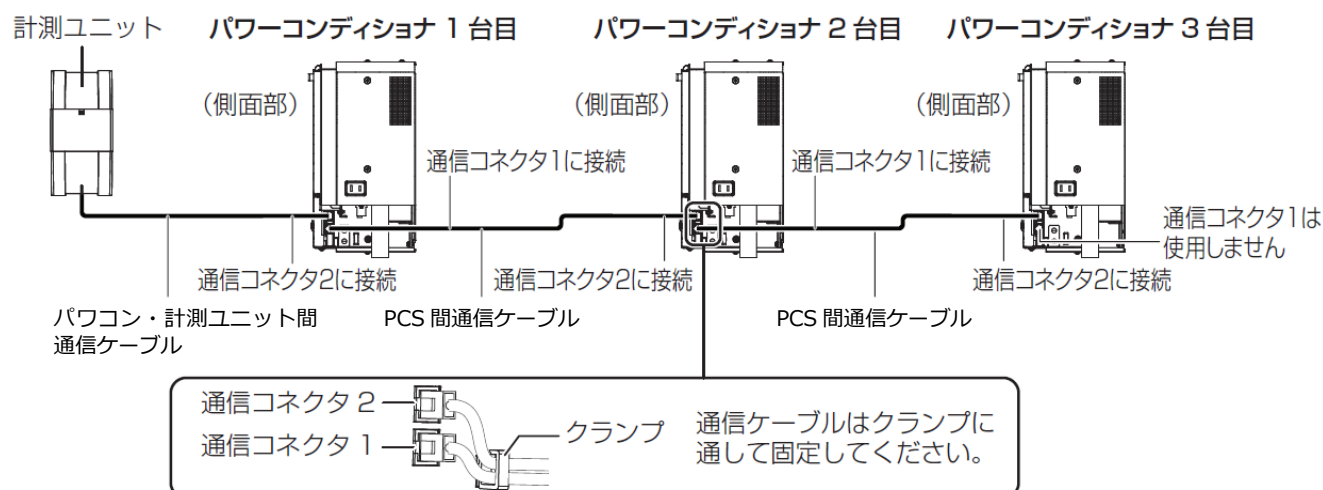 計測ユニット
パワーコンディショナ 1 台目
パワーコンディショナ 2 台目
パワーコンディショナ 3 台目
（側面部）
（側面部）
（側面部）
通信コネクタ1に接続
通信コネクタ1に接続
通信コネクタ1は
使用しません
通信コネクタ2に接続
通信コネクタ2に接続
通信コネクタ2に接続
パワコン・計測ユニット間
通信ケーブル
PCS 間通信ケーブル
PCS 間通信ケーブル
通信コネクタ 2
通信コネクタ 1
クランプ
通信ケーブルはクランプに
通して固定してください。